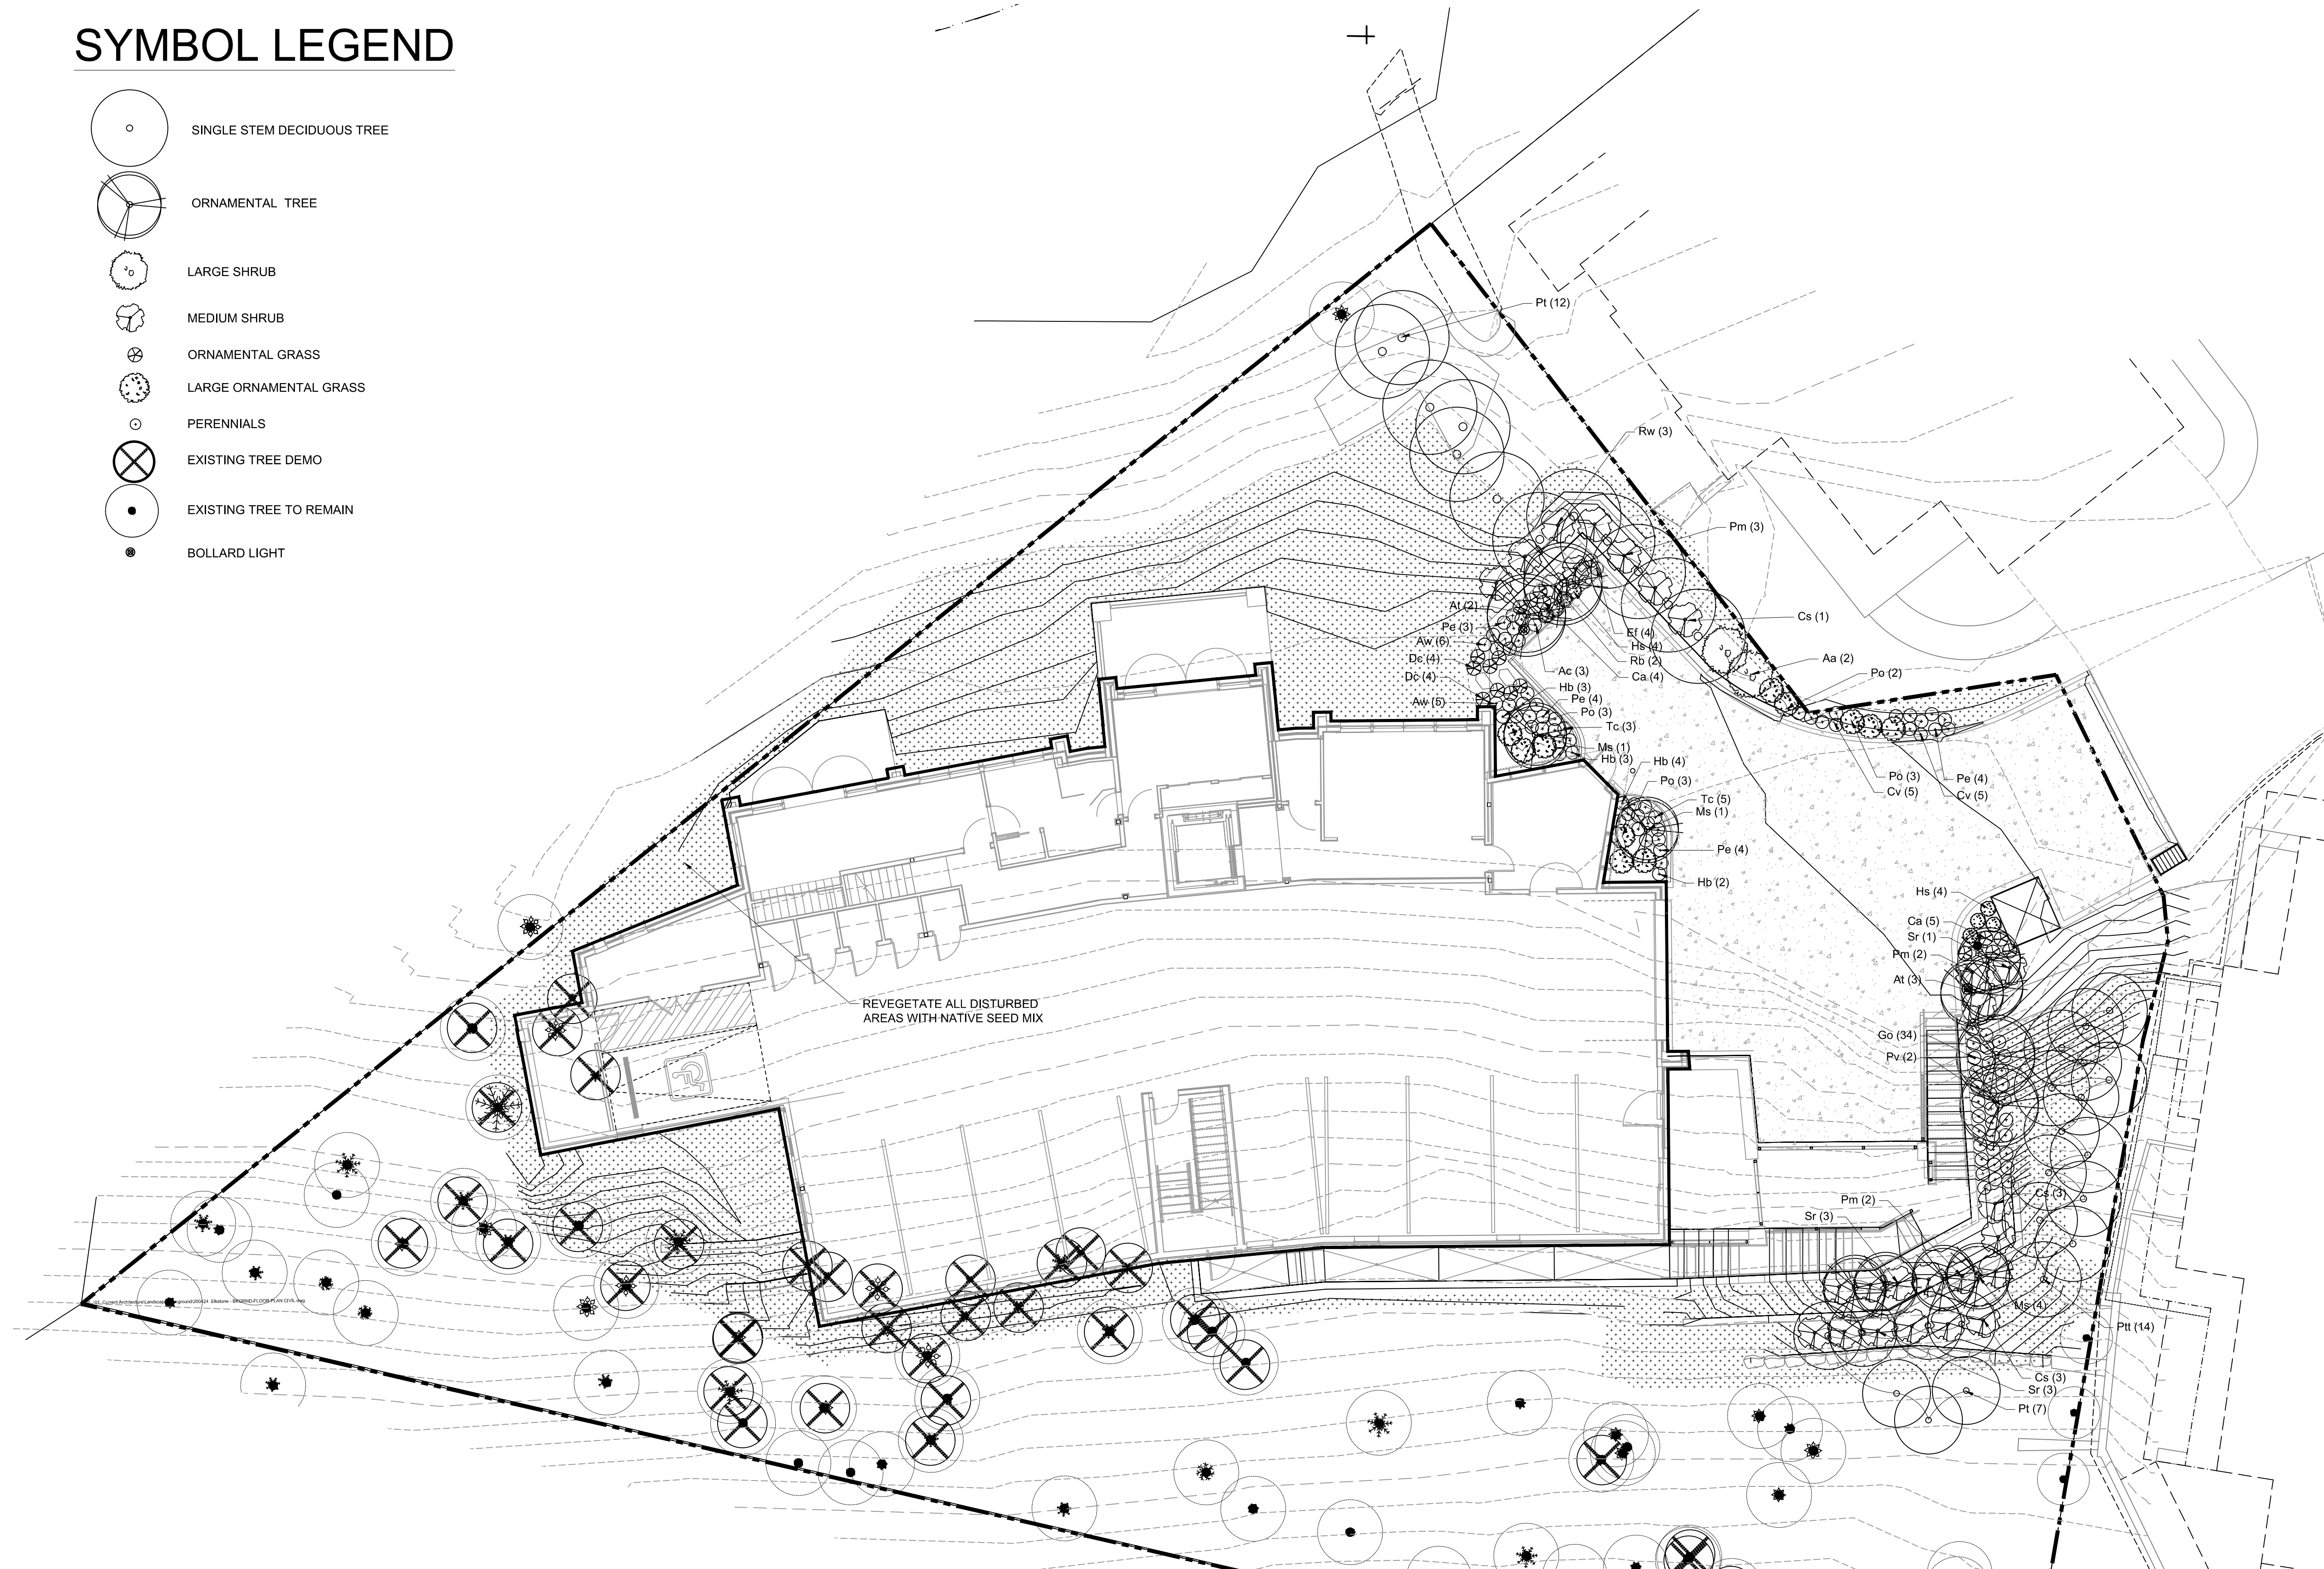 SYMBOL LEGEND
SINGLE STEM DECIDUOUS TREE
ORNAMENTAL TREE
LARGE SHRUB
MEDIUM SHRUB
ORNAMENTAL GRASS
LARGE ORNAMENTAL GRASS
PERENNIALS
EXISTING TREE DEMO
EXISTING TREE TO REMAIN
BOLLARD LIGHT
Pt (12)
Rw (3)
Pm (3)
At (2)
Cs (1)
Pe (3)
Ef (4)
Aw (6)
Hs (4)
Dc (4)
Rb (2)
Aa (2)
Ac (3)
Dc (4)
Ca (4)
Po (2)
Hb (3)
Aw (5)
Pe (4)
Po (3)
Tc (3)
Ms (1)
Hb (3)
Hb (4)
Po (3)
Po (3)
Pe (4)
Cv (5)
Cv (5)
Tc (5)
Ms (1)
Pe (4)
Hb (2)
Hs (4)
Ca (5)
Sr (1)
Pm (2)
At (3)
REVEGETATE ALL DISTURBED
AREAS WITH NATIVE SEED MIX
Go (34)
Pv (2)
Cs (3)
Pm (2)
Sr (3)
Ms (4)
Ptt (14)
Cs (3)
Sr (3)
Pt (7)